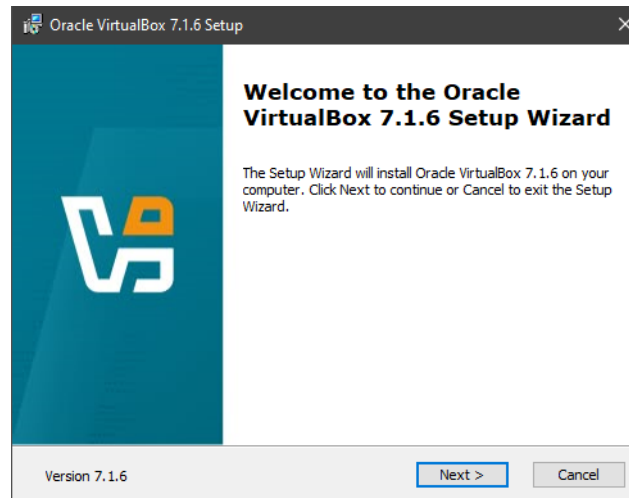 Oracle VirtualBox 7.1.6 Setup
Welcome to the Oracle
VirtualBox 7.1.6 Setup Wizard
The Setup Wizard will install Oracle VirtualBox 7.1.6 on your
computer. Click Next to continue or Cancel to exit the Setup
Wizard.
Version 7.1.6
Next >
Cancel